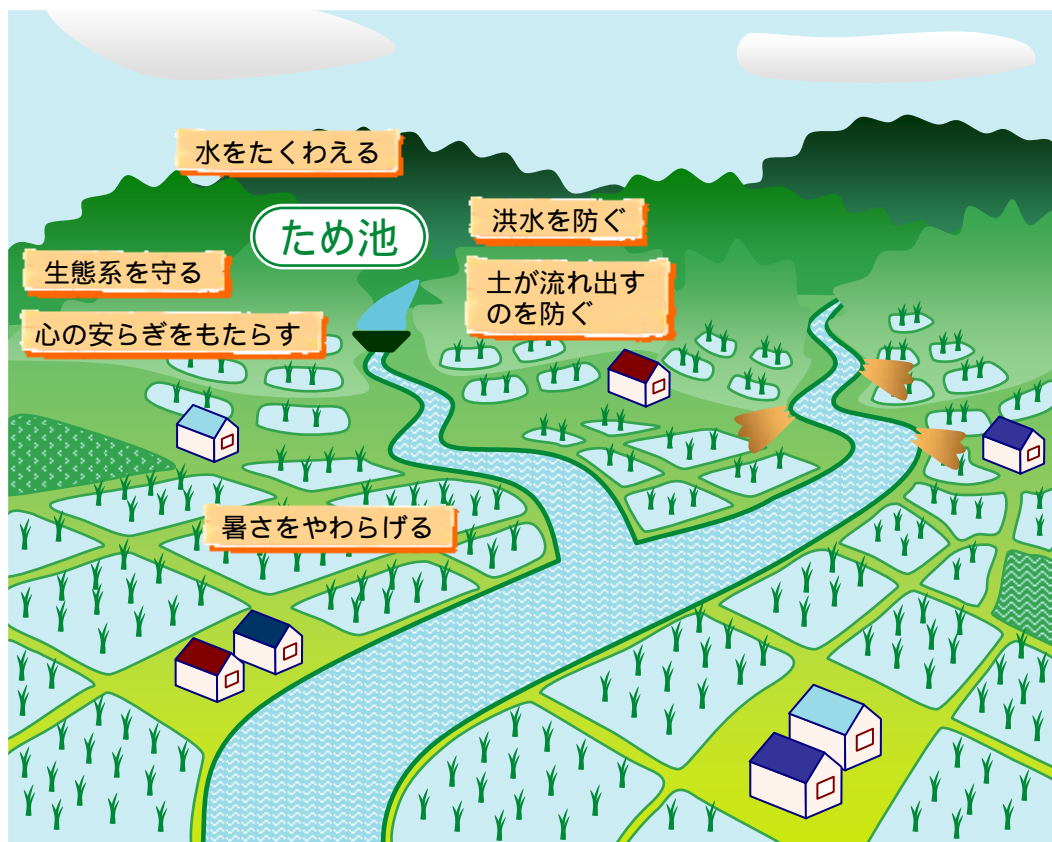 水をたくわえる
ため池
洪水を防ぐ
生態系を守る
土が流れ出す
のを防ぐ
心の安らぎをもたらす
暑さをやわらげる